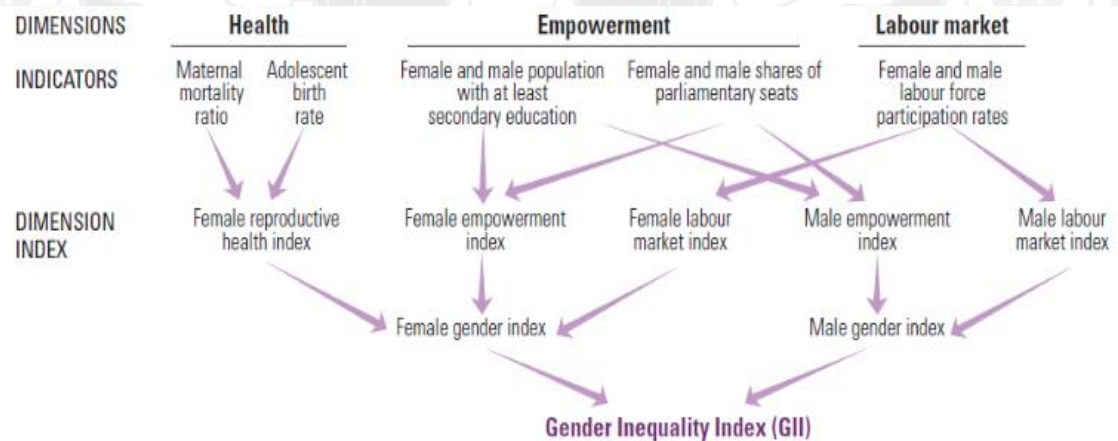 DIMENSIONS
Health
Empowerment
Labour market
INDICATORS
Maternal
mortality
ratio
Adolescent
birth
rate
Female and male population
with at least
secondary education
Female and male shares of
parliamentary seats
Female and male
labour force
participation rates
DIMENSION
INDEX
Female reproductive
health index
Female empowerment
index
Female labour
market index
Male empowerment
index
Male labour
market index
Female gender index
Male gender index
Gender Inequality Index (GII)